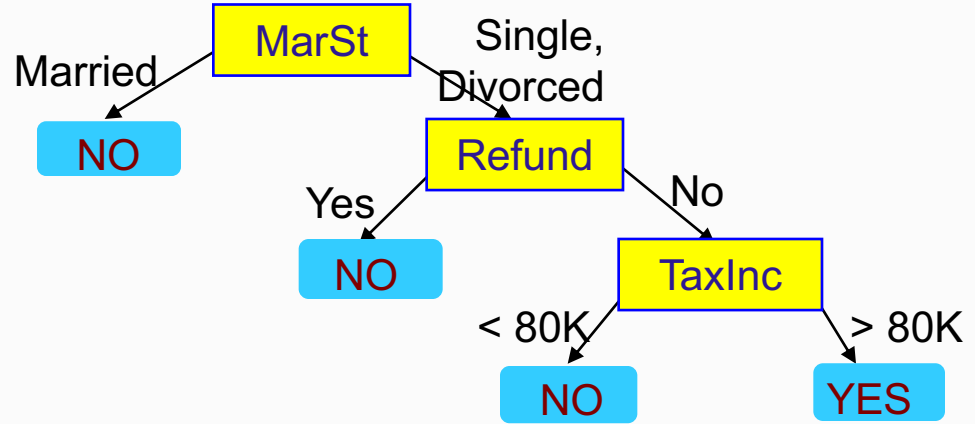 MarSt
Single,
Married
Divorced
NO
Refund
Yes
No
NO
TaxInc
< 80K
> 80K
NO
YES